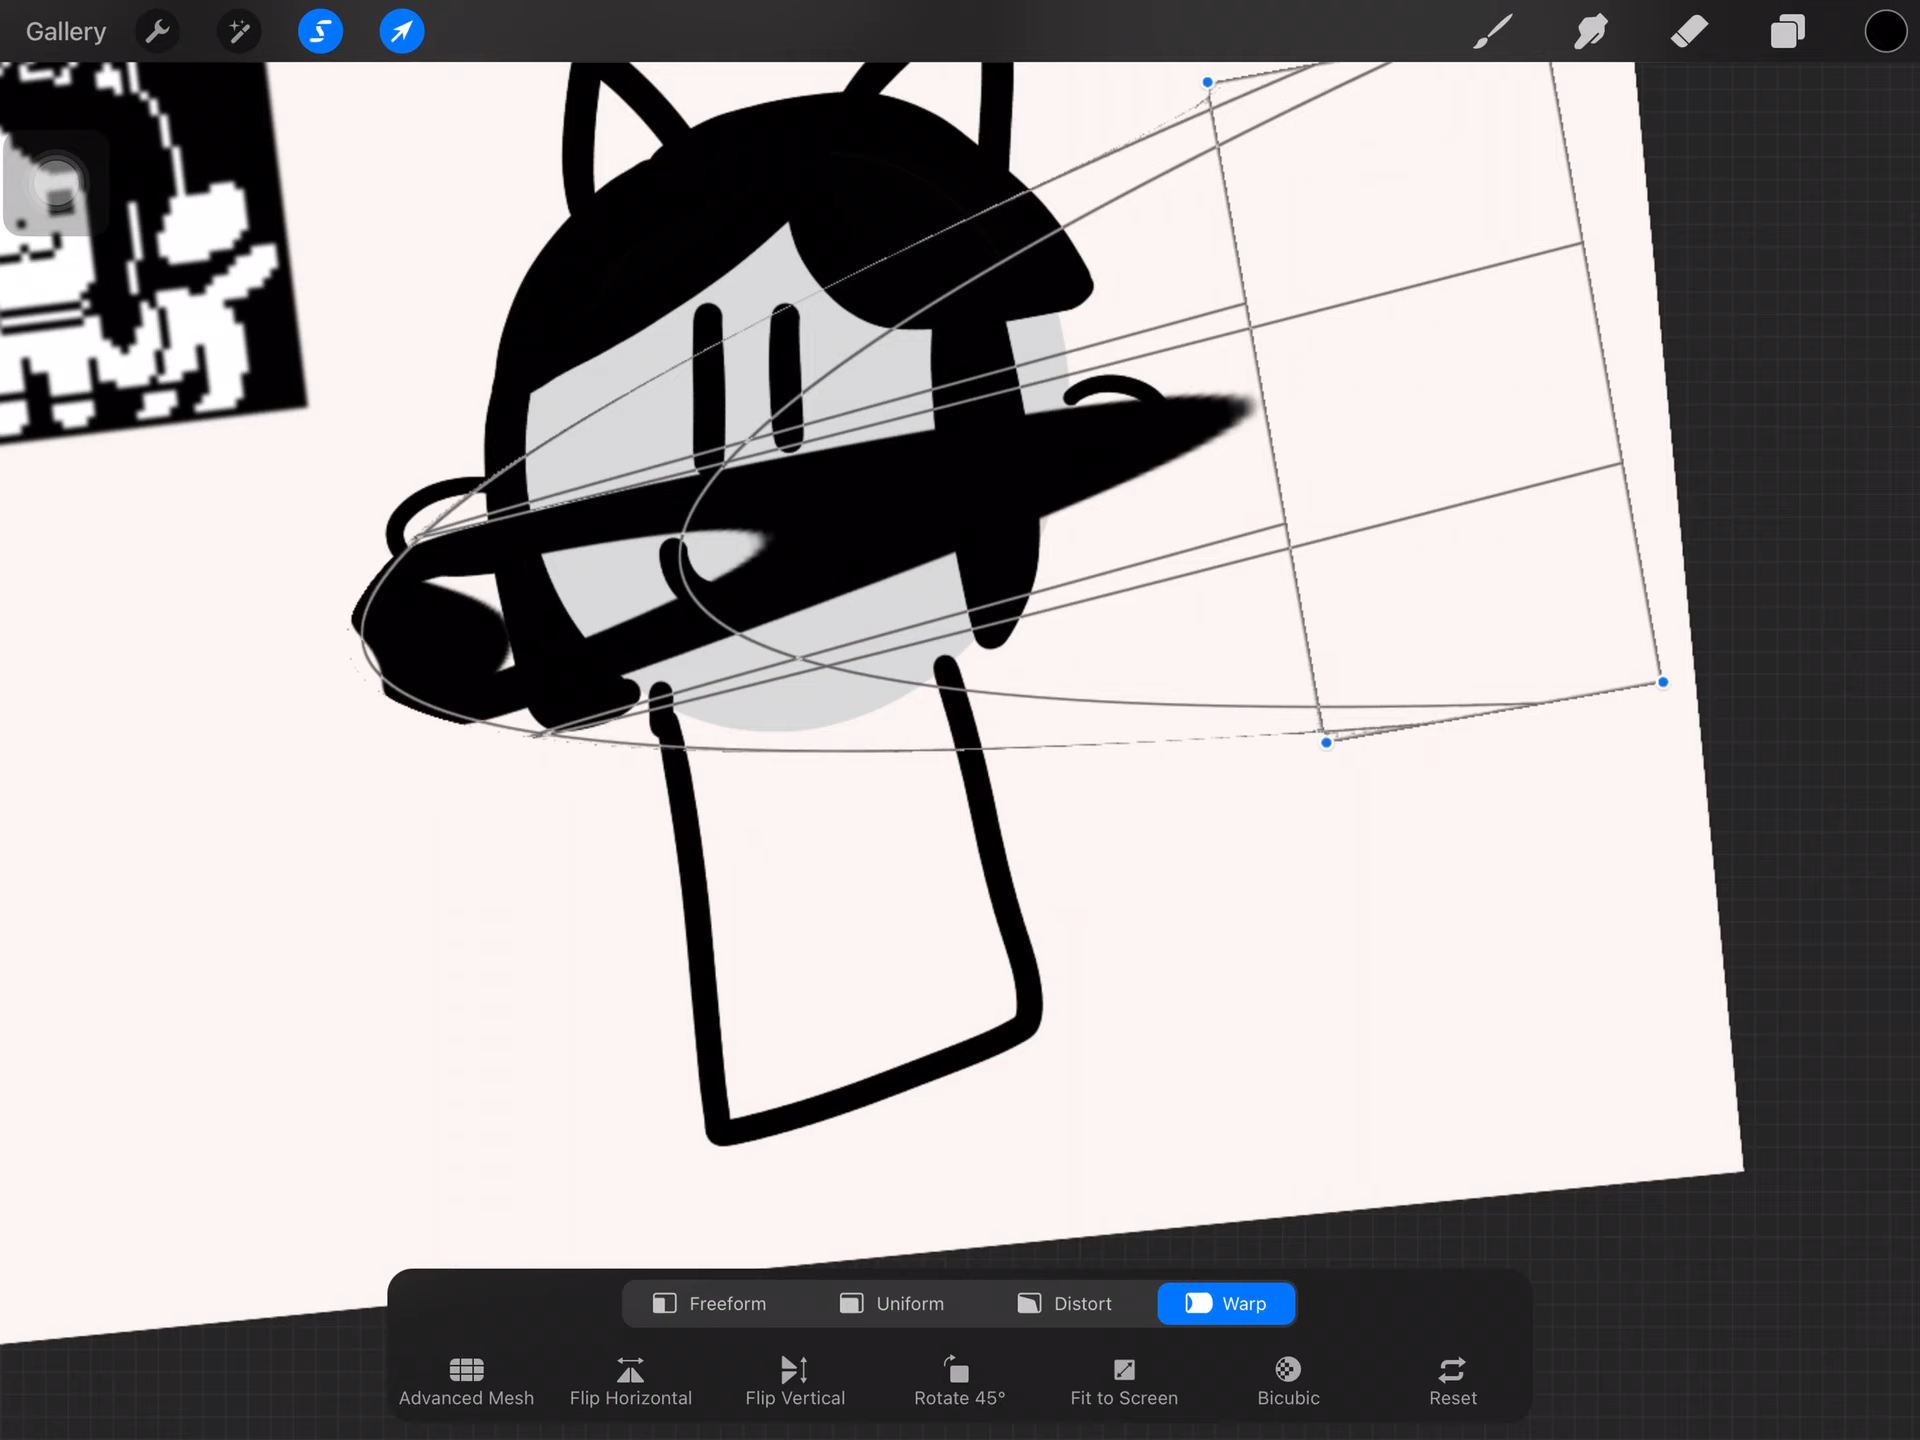 Gallery
Freeform Uniform Distort Warp
Advanced Mesh Flip Horizontal Flip Vertical Rotate 45° Fit to Screen Bicubic Reset